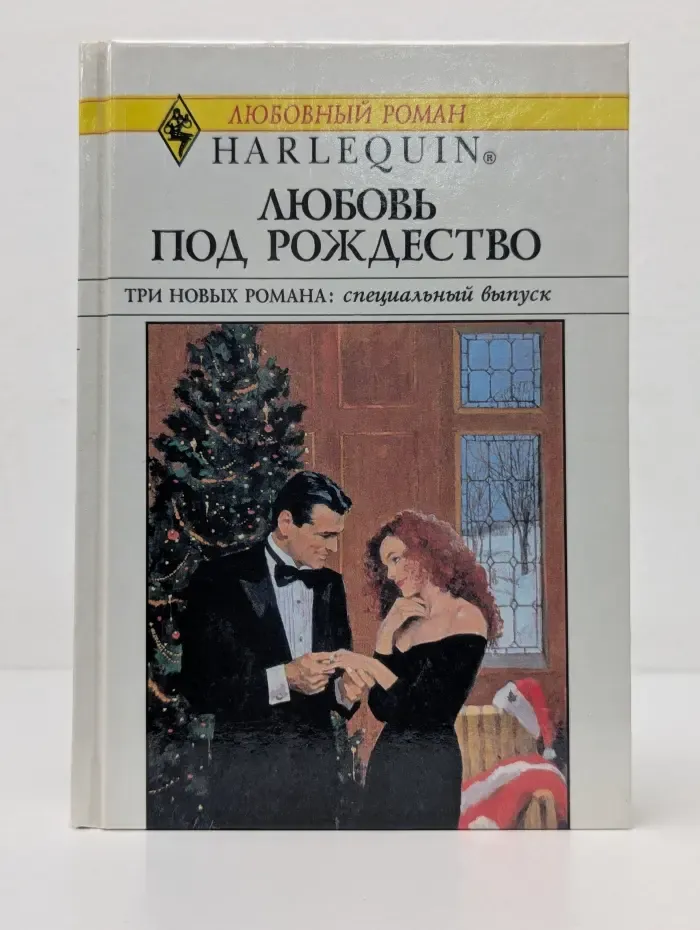 ЛЮБОВНЫЙ РОМАН
HARLEQUIN®
ЛЮБОВЬ
ПОД РОЖДЕСТВО
ТРИ НОВЫХ РОМАНА: специальный выпуск